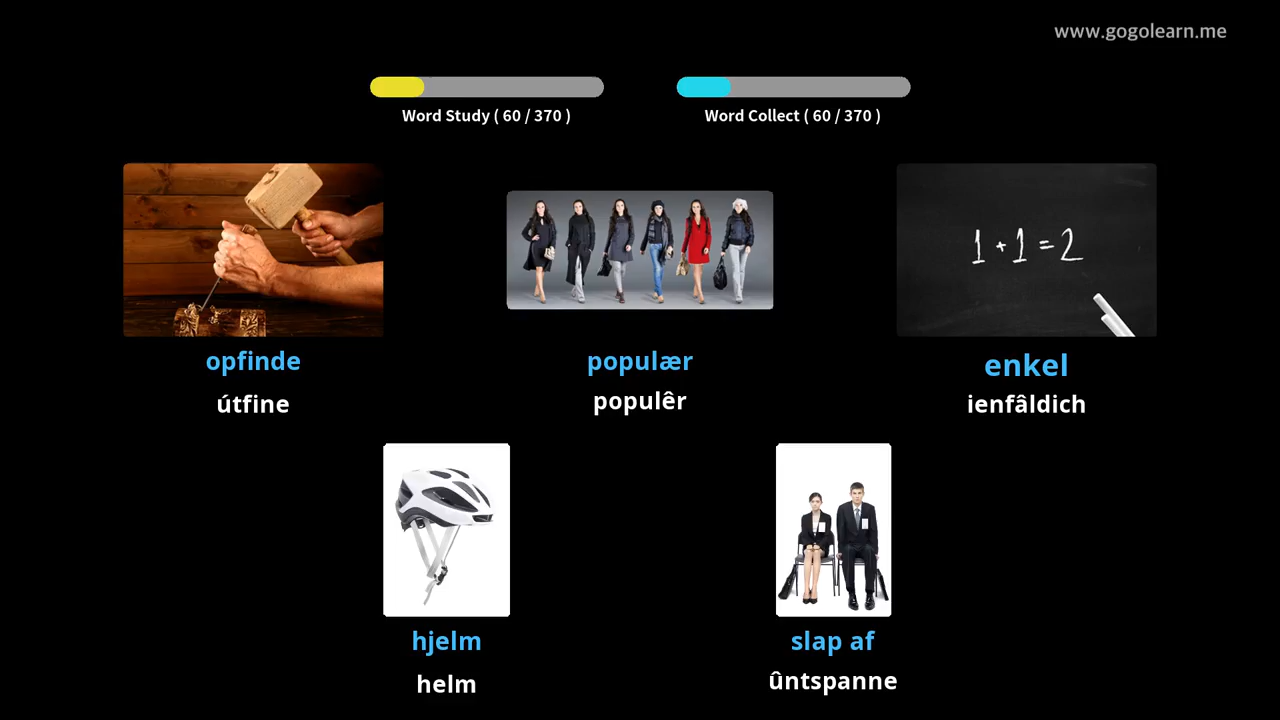 www.gogolearn.me
Word Study ( 60 / 370 )
Word Collect ( 60 / 370 )
1 + 1 = 2
opfinde
populær
enkel
útfine
populêr
ienfâldich
hjelm
slap af
helm
ûntspanne